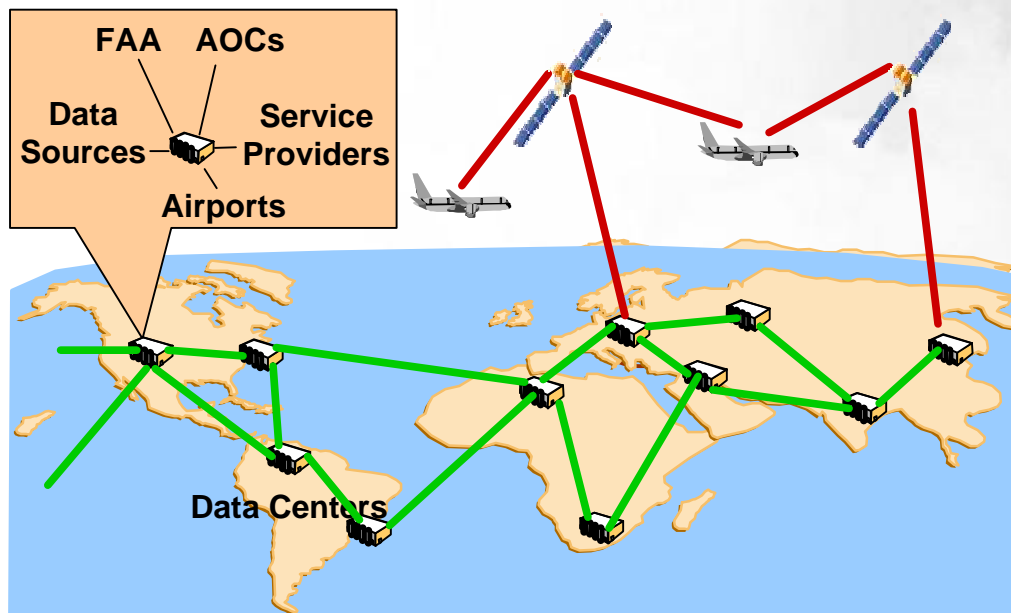 FAA AOCs
Data
Sources
Service
Providers
Airports
Data Centers